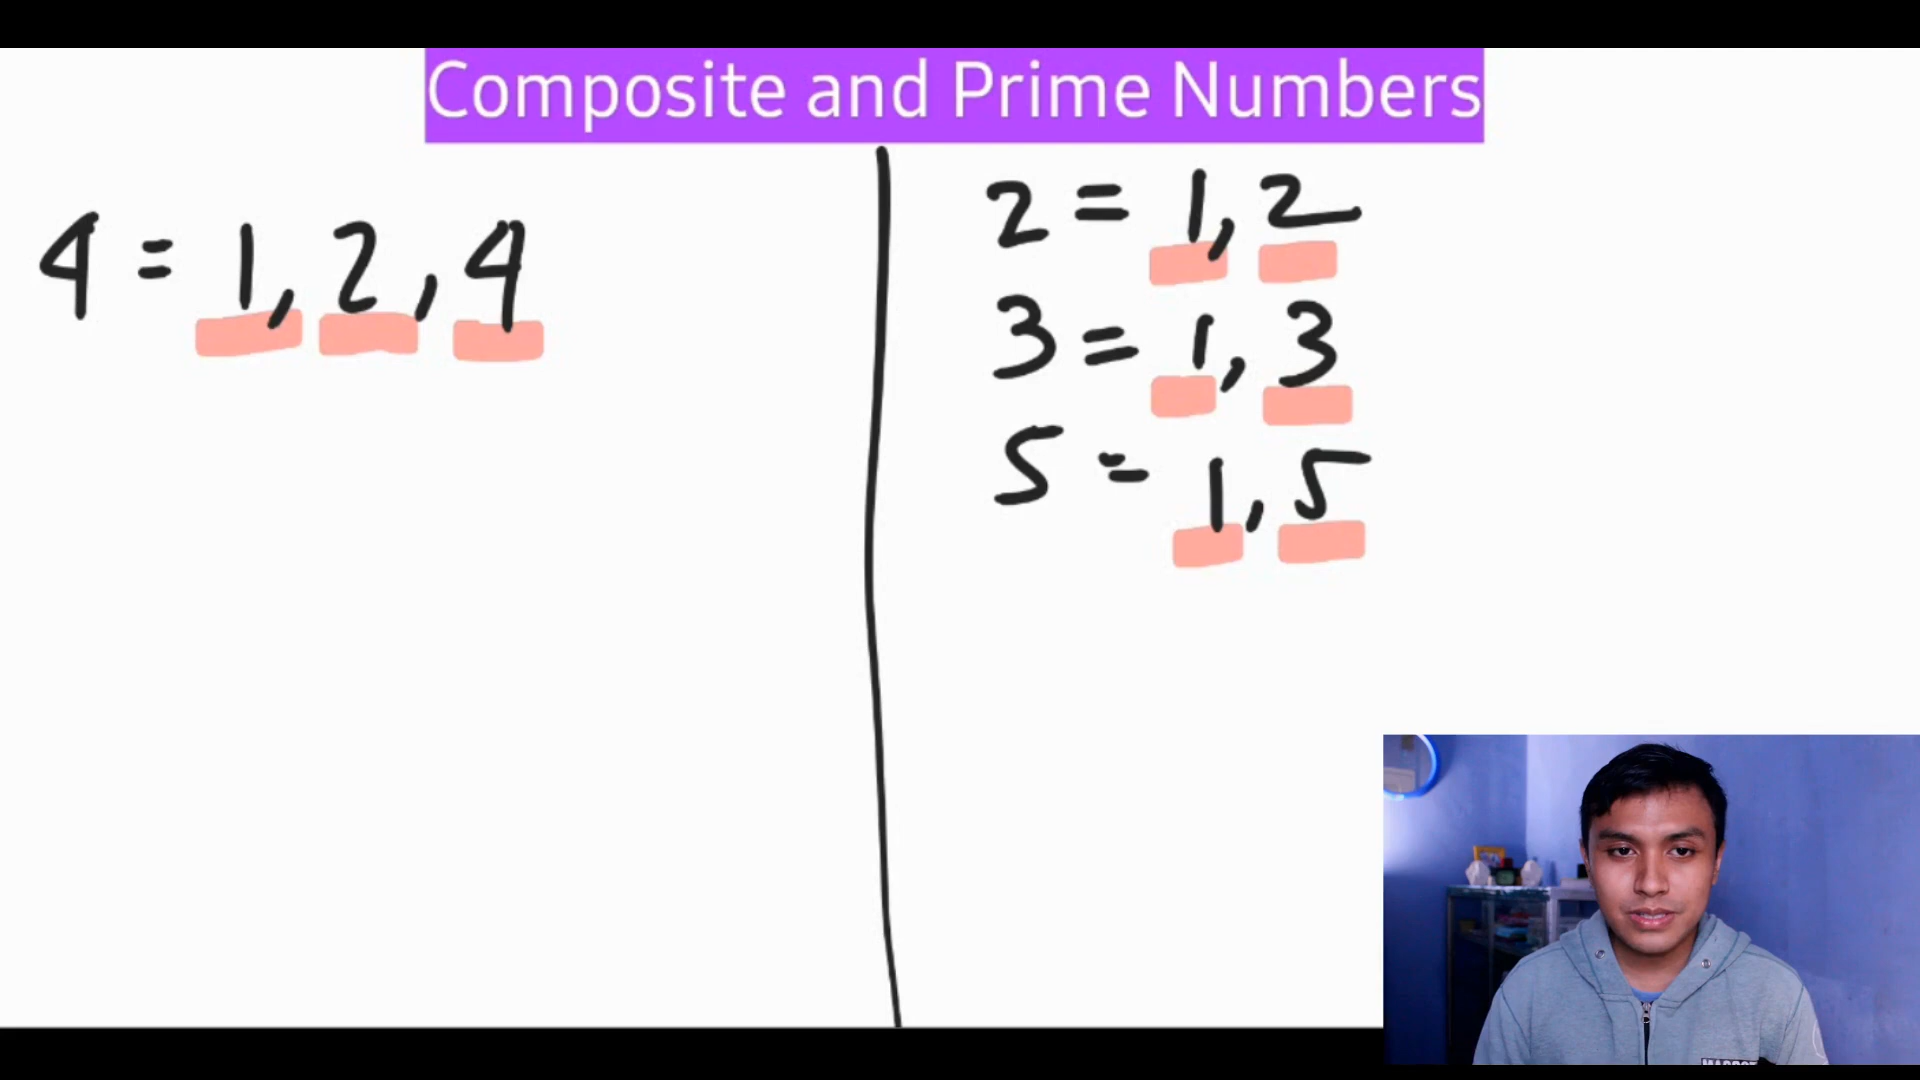 Composite and Prime Numbers
4 = 1, 2, 4
2 = 1, 2
3 = 1, 3
5 = 1, 5